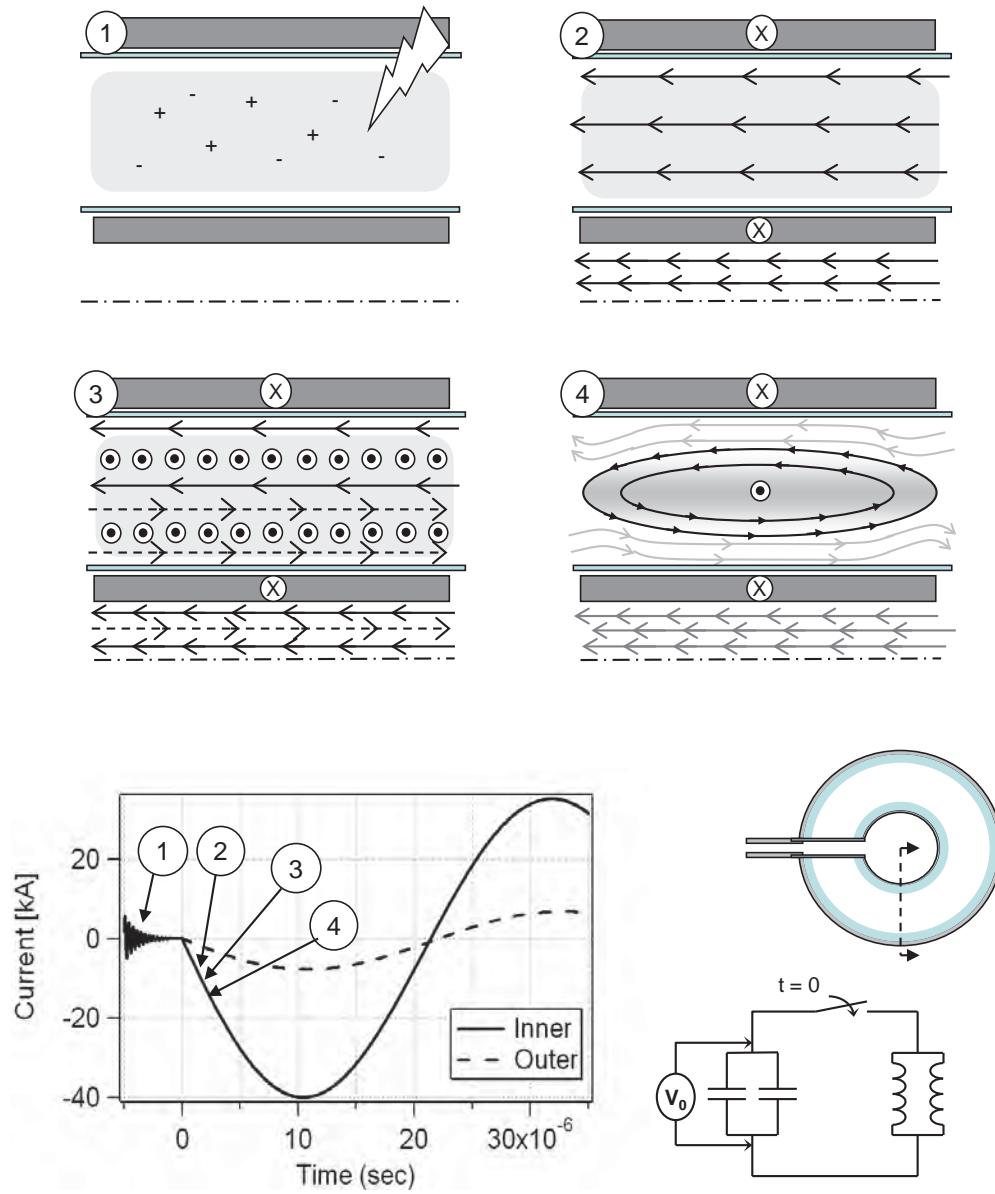 1
- + - +
+ + - - -
2
X
X
3
X
X
4
X
X
Current [kA]
20
0
-20
-40
1
2
3
4
Inner
Outer
0
10
20
30x10⁻⁶
Time (sec)
t = 0
V₀